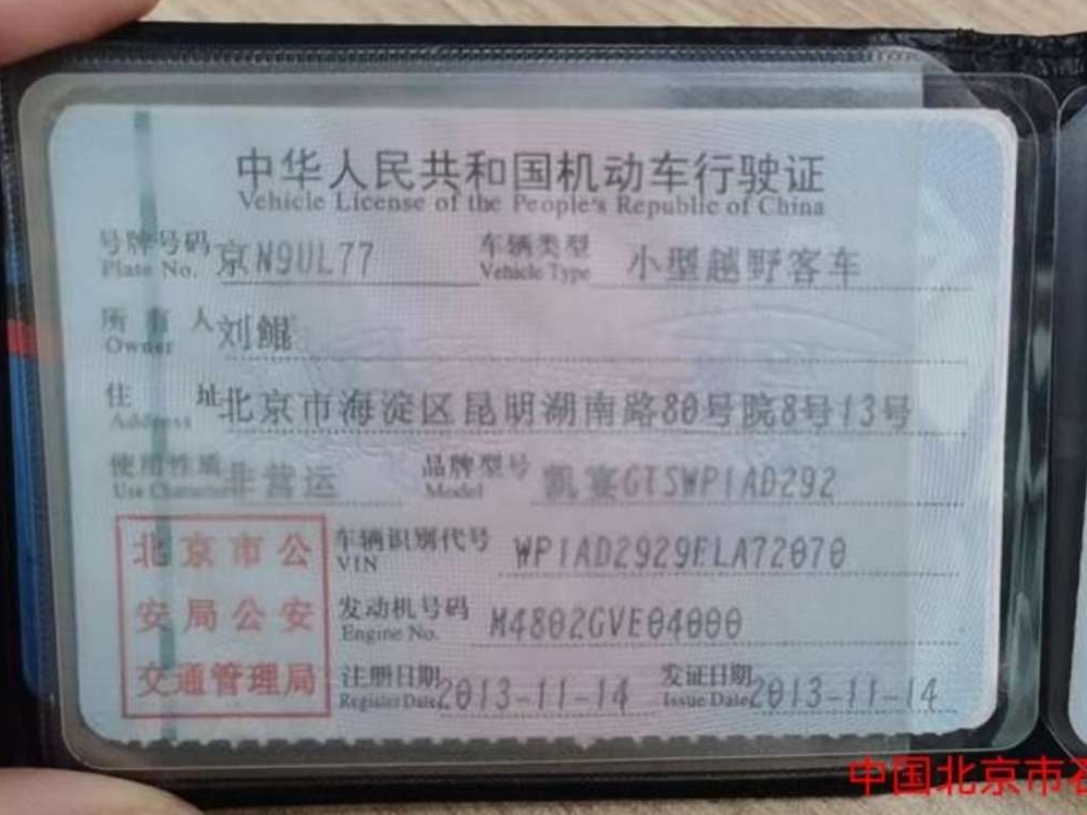 中华人民共和国机动车行驶证
Vehicle License of the People's Republic of China
号牌号码 京N9UL77 车辆类型 小型越野客车
Plate No. Vehicle Type
所有人 刘鲲
Owner
住址 北京市海淀区昆明湖南路80号院8号13号
Address
使用性质 非营运 品牌型号 凯宴GTSWP1AD292
Use Character Model
北京市公
安局公安
交通管理局
车辆识别代号 WP1AD2929ELA72070
VIN
发动机号码 M4802GVE04000
Engine No.
注册日期 2013-11-14 发证日期 2013-11-14
Register Date Issue Date
中国北京市